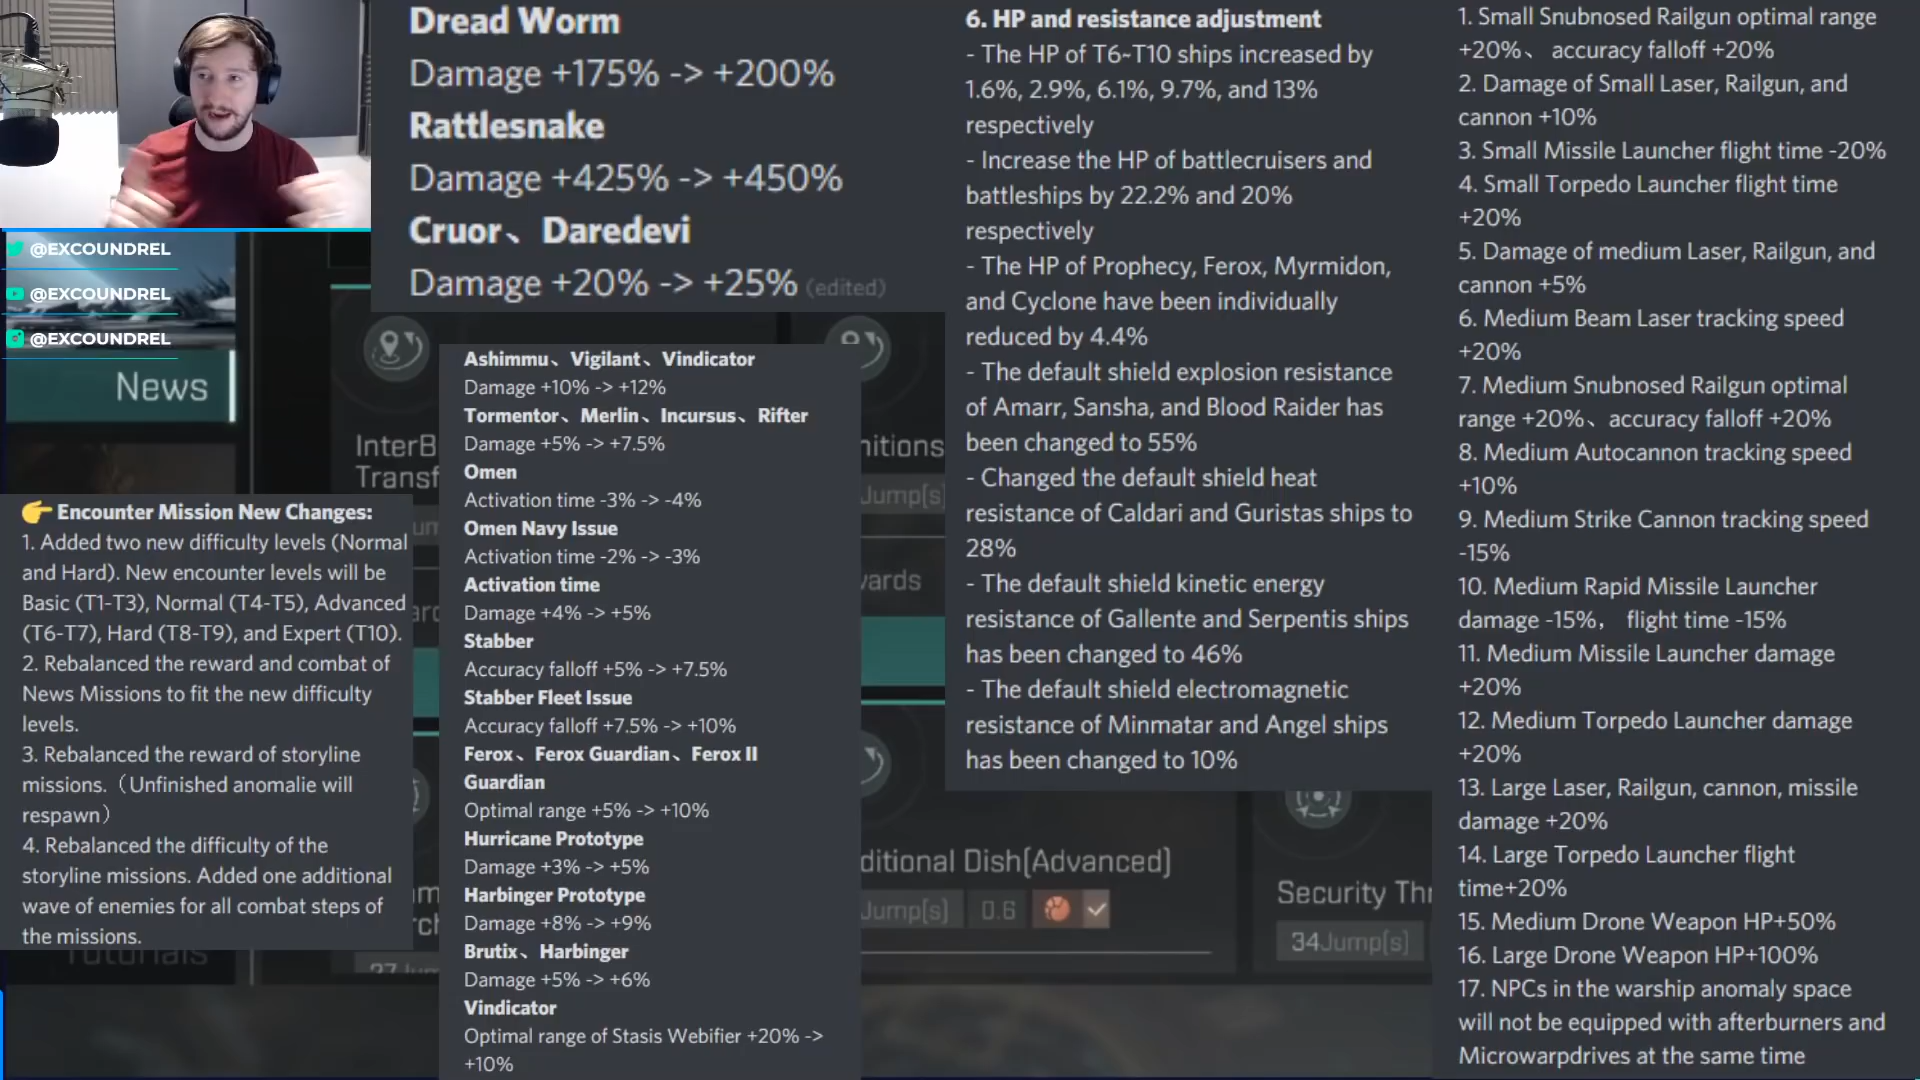 @EXCOUNDREL
@EXCOUNDREL
@EXCOUNDREL
News
Dread Worm
Damage +175% -> +200%
Rattlesnake
Damage +425% -> +450%
Cruor、Daredevi
Damage +20% -> +25% (edited)
👉 Encounter Mission New Changes:
1. Added two new difficulty levels (Normal
and Hard). New encounter levels will be
Basic (T1-T3), Normal (T4-T5), Advanced
(T6-T7), Hard (T8-T9), and Expert (T10).
2. Rebalanced the reward and combat of
News Missions to fit the new difficulty
levels.
3. Rebalanced the reward of storyline
missions.（Unfinished anomalie will
respawn）
4. Rebalanced the difficulty of the
storyline missions. Added one additional
wave of enemies for all combat steps of
the missions.
Tutorials
InterB
Transf
Ashimmu、Vigilant、Vindicator
Damage +10% -> +12%
Tormentor、Merlin、Incursus、Rifter
Damage +5% -> +7.5%
Omen
Activation time -3% -> -4%
Omen Navy Issue
Activation time -2% -> -3%
Activation time
Damage +4% -> +5%
Stabber
Accuracy falloff +5% -> +7.5%
Stabber Fleet Issue
Accuracy falloff +7.5% -> +10%
Ferox、Ferox Guardian、Ferox II
Guardian
Optimal range +5% -> +10%
Hurricane Prototype
Damage +3% -> +5%
Harbinger Prototype
Damage +8% -> +9%
Brutix、Harbinger
Damage +5% -> +6%
Vindicator
Optimal range of Stasis Webifier +20% ->
+10%
nitions
Jump(s)
wards
ditional Dish(Advanced)
Jump(s) 0.6
Security Thr
34Jump(s)
6. HP and resistance adjustment
- The HP of T6~T10 ships increased by
1.6%, 2.9%, 6.1%, 9.7%, and 13%
respectively
- Increase the HP of battlecruisers and
battleships by 22.2% and 20%
respectively
- The HP of Prophecy, Ferox, Myrmidon,
and Cyclone have been individually
reduced by 4.4%
- The default shield explosion resistance
of Amarr, Sansha, and Blood Raider has
been changed to 55%
- Changed the default shield heat
resistance of Caldari and Guristas ships to
28%
- The default shield kinetic energy
resistance of Gallente and Serpentis ships
has been changed to 46%
- The default shield electromagnetic
resistance of Minmatar and Angel ships
has been changed to 10%
1. Small Snubnosed Railgun optimal range
+20%、 accuracy falloff +20%
2. Damage of Small Laser, Railgun, and
cannon +10%
3. Small Missile Launcher flight time -20%
4. Small Torpedo Launcher flight time
+20%
5. Damage of medium Laser, Railgun, and
cannon +5%
6. Medium Beam Laser tracking speed
+20%
7. Medium Snubnosed Railgun optimal
range +20%、accuracy falloff +20%
8. Medium Autocannon tracking speed
+10%
9. Medium Strike Cannon tracking speed
-15%
10. Medium Rapid Missile Launcher
damage -15%， flight time -15%
11. Medium Missile Launcher damage
+20%
12. Medium Torpedo Launcher damage
+20%
13. Large Laser, Railgun, cannon, missile
damage +20%
14. Large Torpedo Launcher flight
time+20%
15. Medium Drone Weapon HP+50%
16. Large Drone Weapon HP+100%
17. NPCs in the warship anomaly space
will not be equipped with afterburners and
Microwarpdrives at the same time